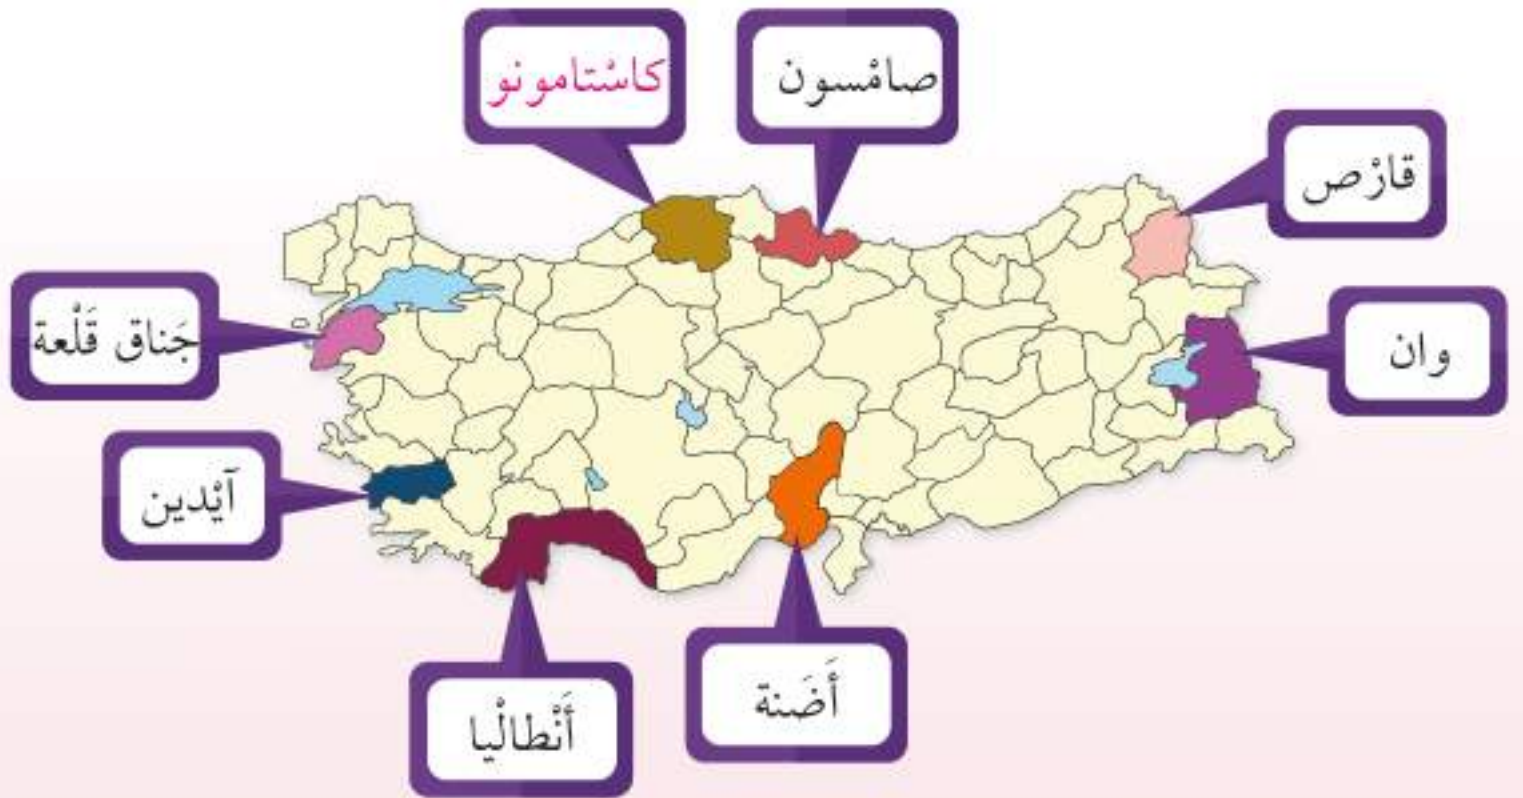 كاسْتامونو
صامْسون
قارْص
جَناق قَلْعة
وان
آيْدين
أَضَنة
أَنْطالْيا